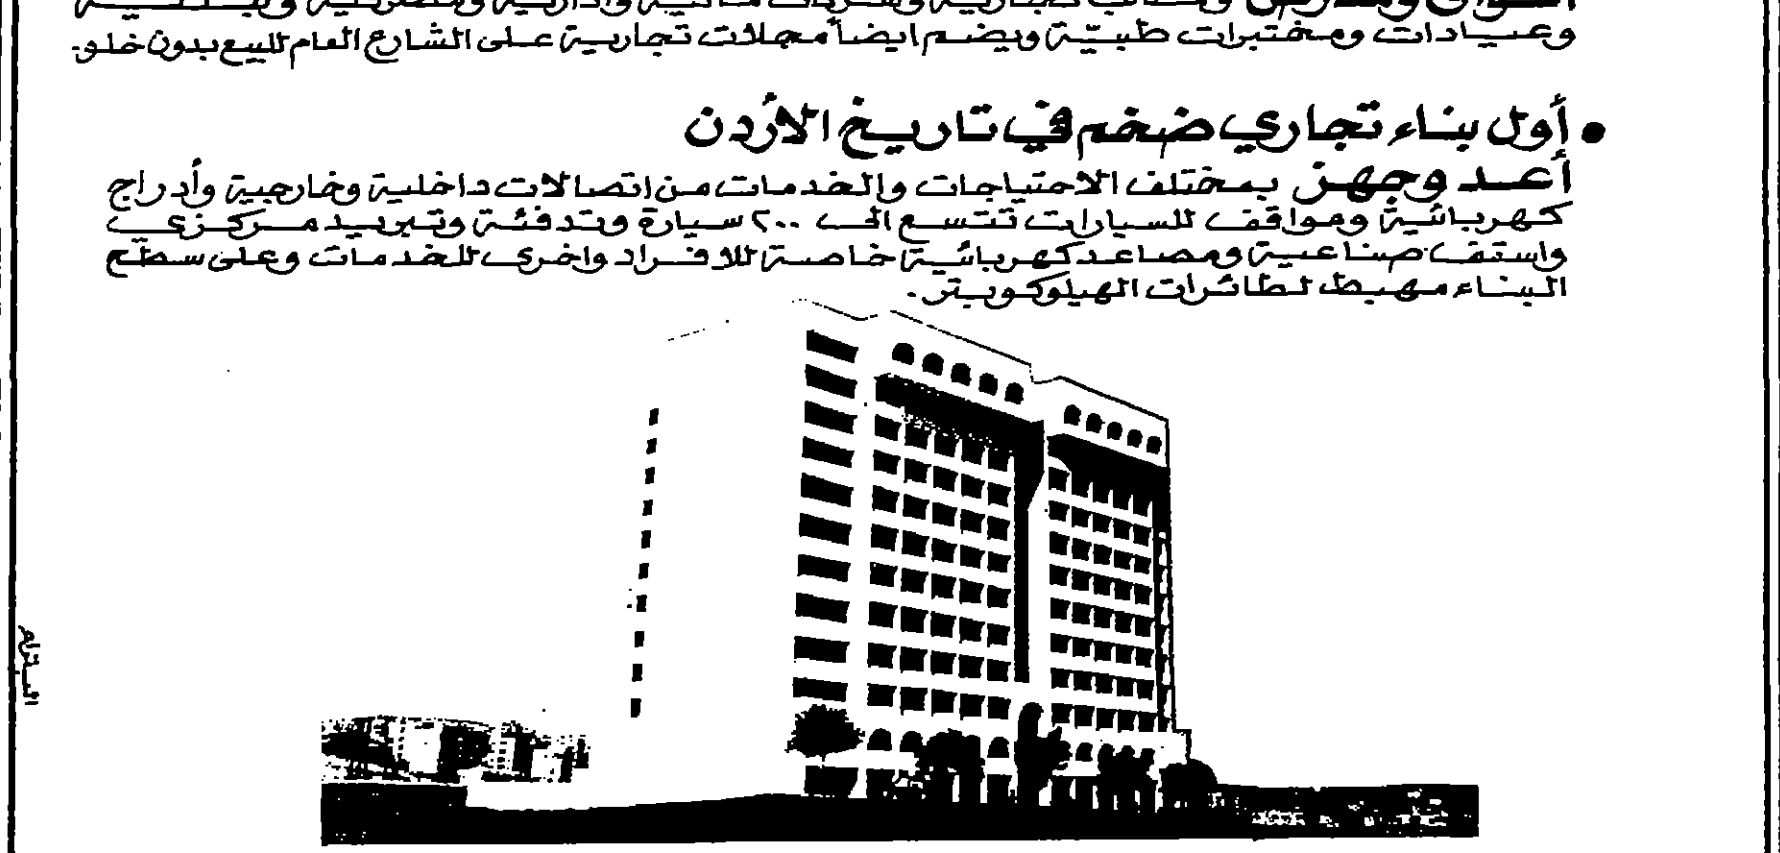 وعيادات ومختبرات طبيّة ويضم ايضاً محلات تجارية على الشارع العام للبيع بدون خلو.
• أول بناء تجاري ضخم في تاريخ الأردن
أعد وجهز بمختلف الاحتياجات والخدمات من اتصالات داخلية وخارجية وأدراج
كهربائية ومواقف للسيارات تتسع الى ٢٠٠ سيارة وتدفئة وتبريد مركزي
واسقف صناعية ومصاعد كهربائية خاصة للافراد واخرى للخدمات وعلى سطح
البناء مهبط لطائرات الهيلوكوبتر.